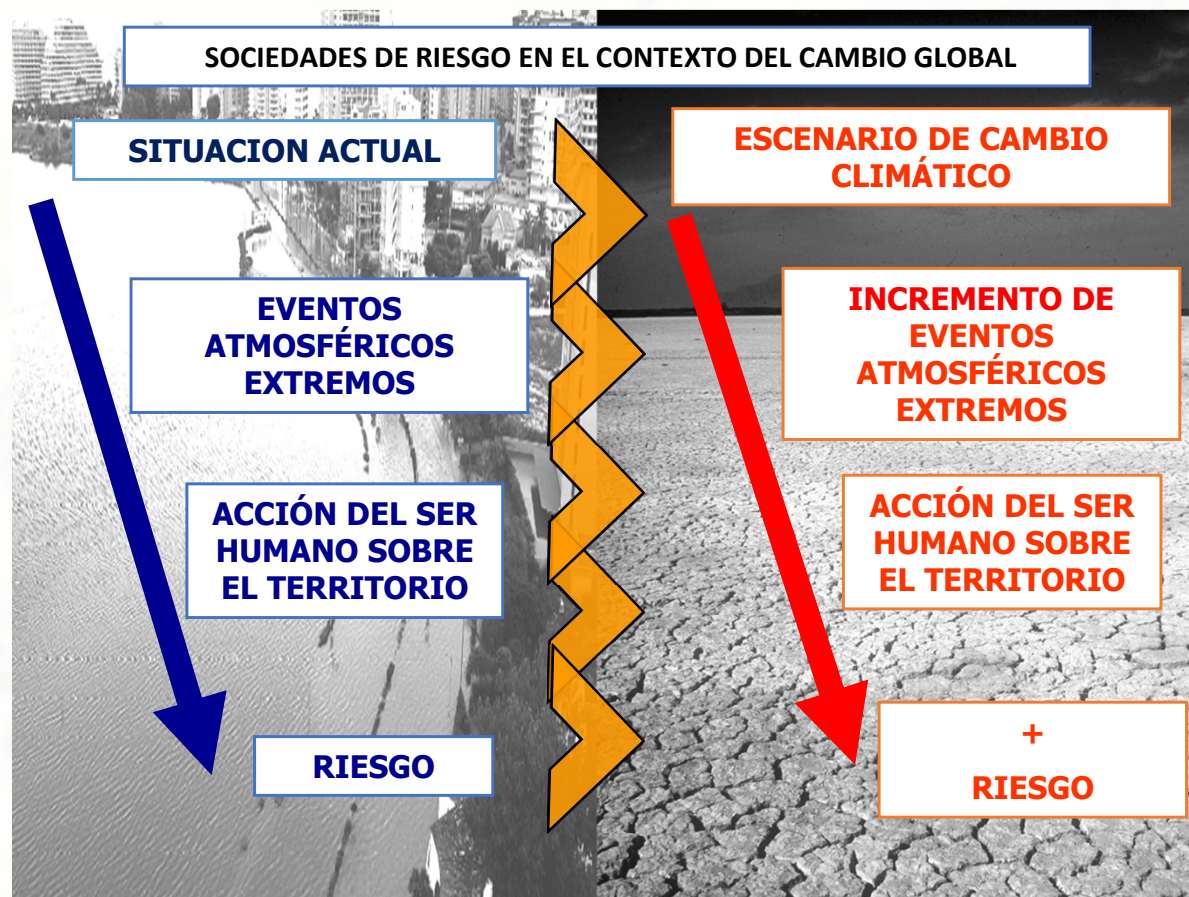 SOCIEDADES DE RIESGO EN EL CONTEXTO DEL CAMBIO GLOBAL
SITUACION ACTUAL
EVENTOS
ATMOSFÉRICOS
EXTREMOS
ACCIÓN DEL SER
HUMANO SOBRE
EL TERRITORIO
RIESGO
ESCENARIO DE CAMBIO
CLIMÁTICO
INCREMENTO DE
EVENTOS
ATMOSFÉRICOS
EXTREMOS
ACCIÓN DEL SER
HUMANO SOBRE
EL TERRITORIO
+
RIESGO